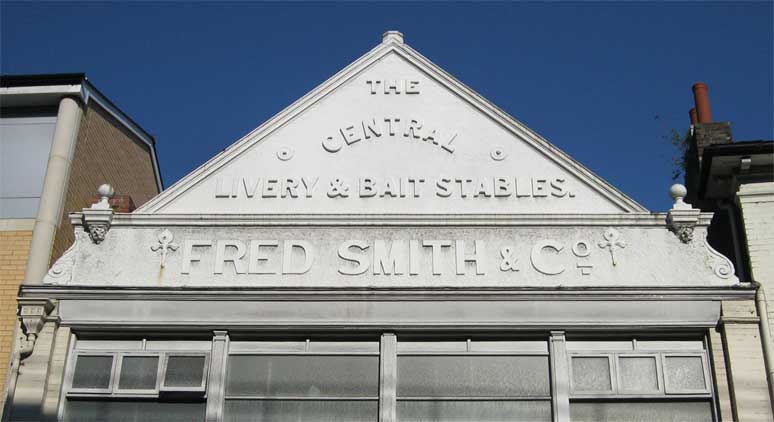 THE
CENTRAL
LIVERY & BAIT STABLES.
FRED SMITH & Co